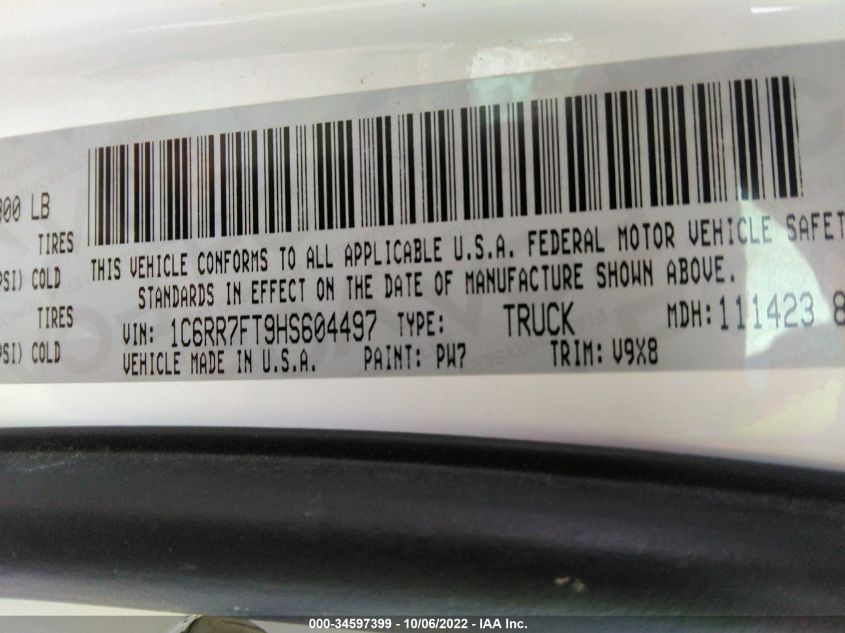 000 LB
TIRES
PSI) COLD
TIRES
PSI) COLD
THIS VEHICLE CONFORMS TO ALL APPLICABLE U.S.A. FEDERAL MOTOR VEHICLE SAFET
STANDARDS IN EFFECT ON THE DATE OF MANUFACTURE SHOWN ABOVE.
VIN: 1C6RR7FT9HS604497 TYPE: TRUCK MDH: 111423 8
VEHICLE MADE IN U.S.A. PAINT: PW7 TRIM: V9X8
000-34597399 - 10/06/2022 - IAA Inc.